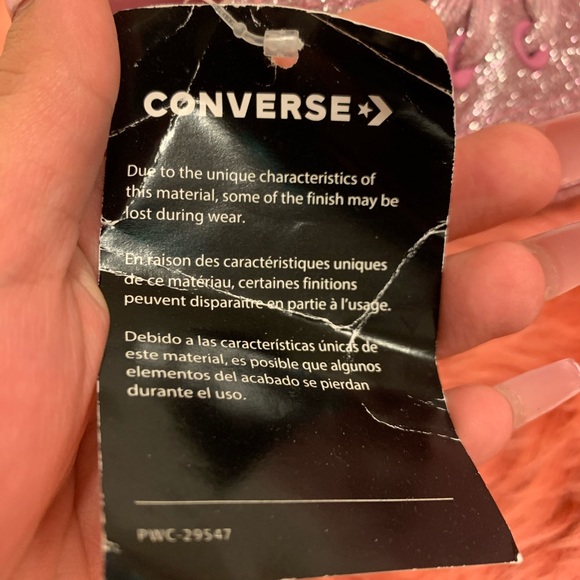 CONVERSE
Due to the unique characteristics of
this material, some of the finish may be
lost during wear.
En raison des caractéristiques uniques
de ce matériau, certaines finitions
peuvent disparaître en partie à l'usage.
Debido a las características únicas de
este material, es posible que algunos
elementos del acabado se pierdan
durante el uso.
PWC-29547